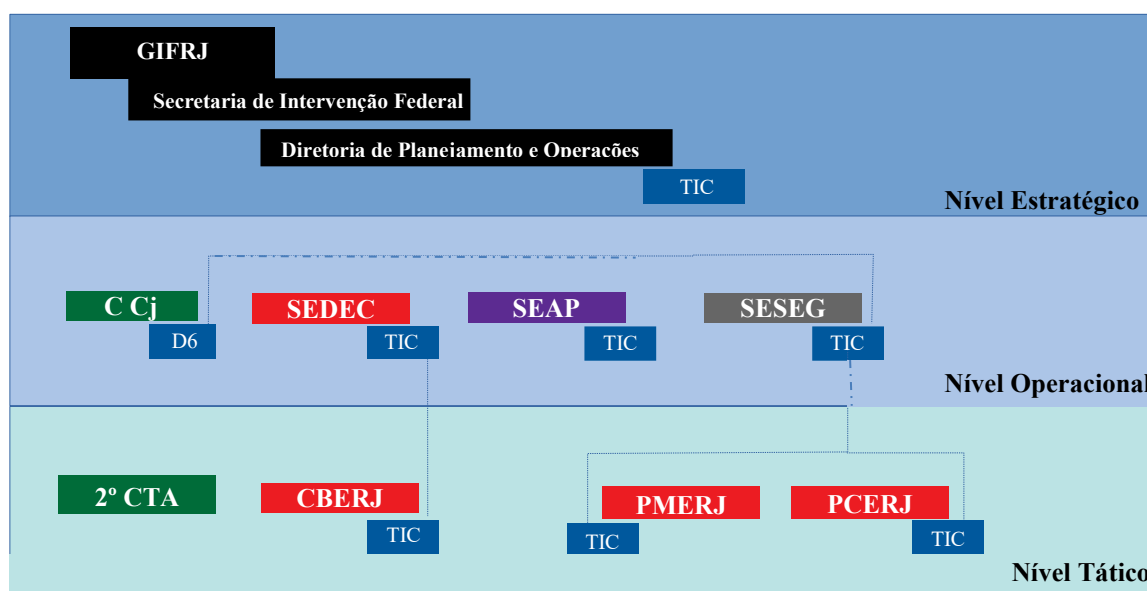 GIFRJ
Secretaria de Intervenção Federal
Diretoria de Planejamento e Operações
TIC
Nível Estratégico
C Cj
SEDEC
SEAP
SESEG
D6
TIC
TIC
TIC
Nível Operacional
2º CTA
CBERJ
PMERJ
PCERJ
TIC
TIC
TIC
Nível Tático